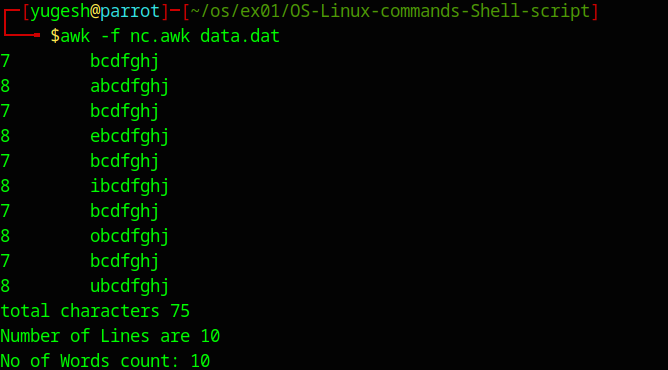 ┌─[yugesh@parrot]─[~/os/ex01/OS-Linux-commands-Shell-script]
└──╼ $awk -f nc.awk data.dat
7        bcdfghj
8        abcdfghj
7        bcdfghj
8        ebcdfghj
7        bcdfghj
8        ibcdfghj
7        bcdfghj
8        obcdfghj
7        bcdfghj
8        ubcdfghj
total characters 75
Number of Lines are 10
No of Words count: 10